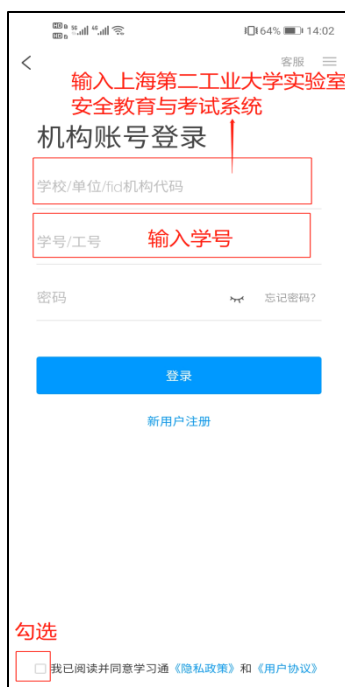 64% 14:02
客服
输入上海第二工业大学实验室
安全教育与考试系统
机构账号登录
学校/单位/fid机构代码
学号/工号 输入学号
密码 忘记密码?
登录
新用户注册
勾选
我已阅读并同意学习通《隐私政策》和《用户协议》